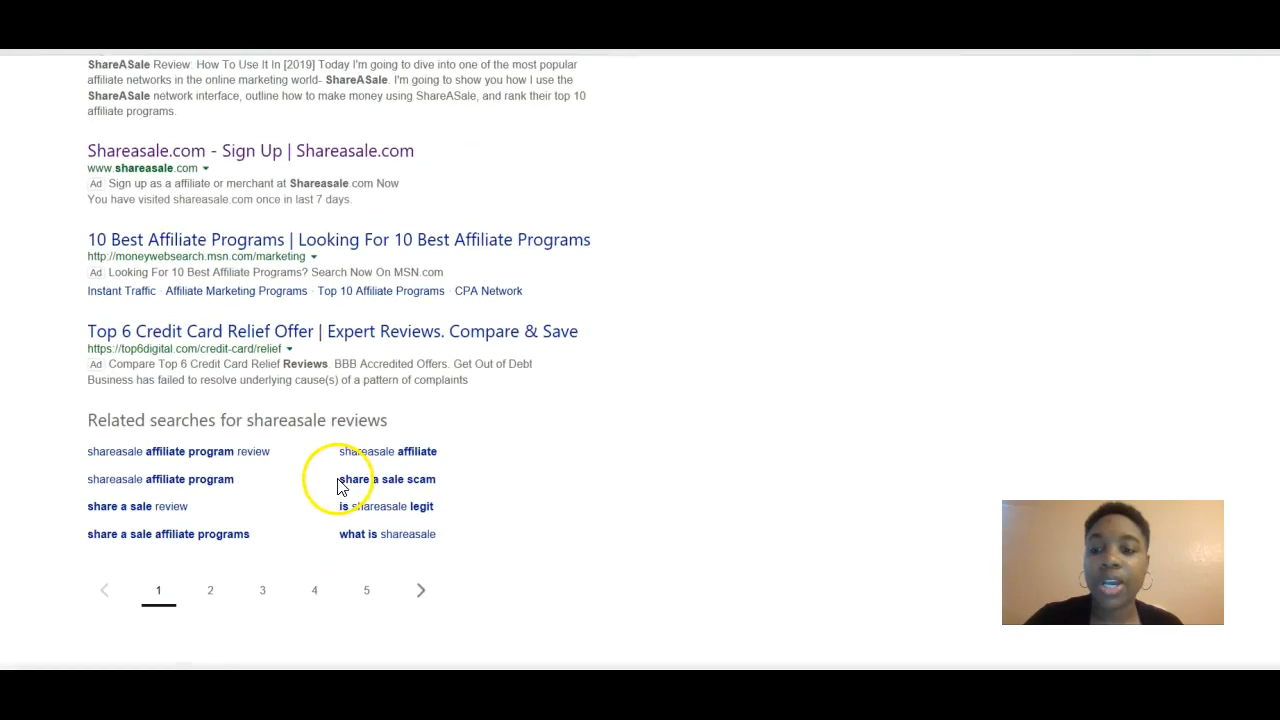 ShareASale Review: How To Use It In [2019] Today I'm going to dive into one of the most popular
affiliate networks in the online marketing world- ShareASale. I'm going to show you how I use the
ShareASale network interface, outline how to make money using ShareASale, and rank their top 10
affiliate programs.
Shareasale.com - Sign Up | Shareasale.com
www.shareasale.com
Ad Sign up as a affiliate or merchant at Shareasale.com Now
You have visited shareasale.com once in last 7 days.
10 Best Affiliate Programs | Looking For 10 Best Affiliate Programs
http://moneywebsearch.msn.com/marketing
Ad Looking For 10 Best Affiliate Programs? Search Now On MSN.com
Instant Traffic · Affiliate Marketing Programs · Top 10 Affiliate Programs · CPA Network
Top 6 Credit Card Relief Offer | Expert Reviews. Compare & Save
https://top6digital.com/credit-card/relief
Ad Compare Top 6 Credit Card Relief Reviews. BBB Accredited Offers. Get Out of Debt
Business has failed to resolve underlying cause(s) of a pattern of complaints
Related searches for shareasale reviews
shareasale affiliate program review
shareasale affiliate program
share a sale review
share a sale affiliate programs
shareasale affiliate
share a sale scam
is shareasale legit
what is shareasale
1 2 3 4 5